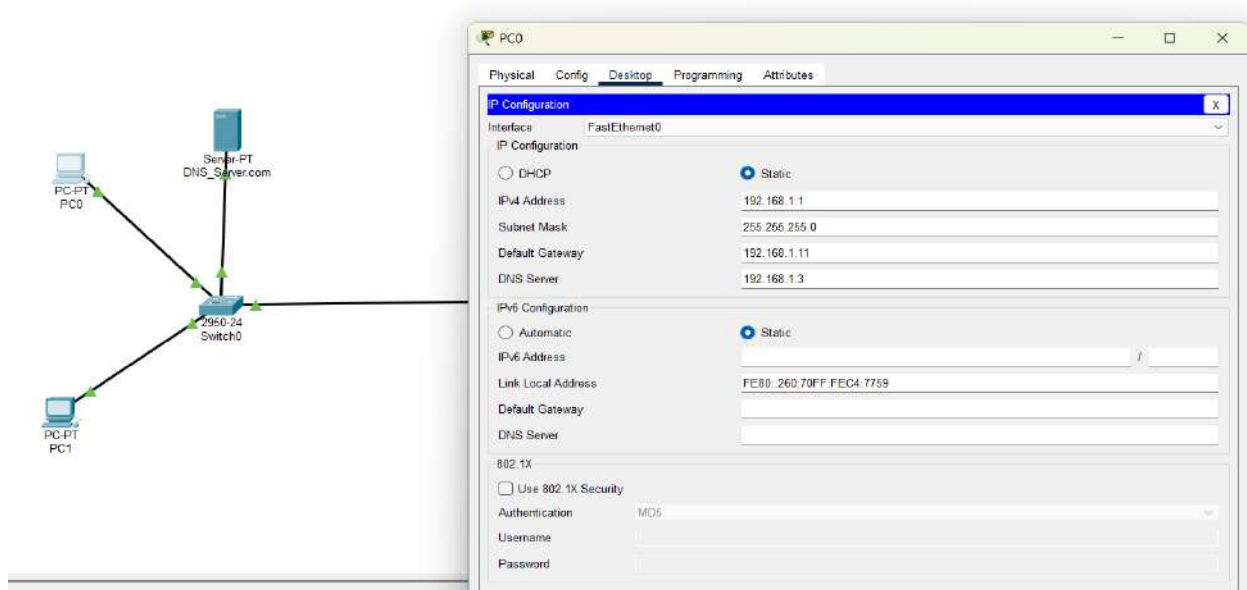 Server-PT
DNS_Server.com
PC-PT
PC0
2950-24
Switch0
PC-PT
PC1
PC0
Physical Config Desktop Programming Attributes
IP Configuration X
Interface FastEthernet0
IP Configuration
DHCP Static
IPv4 Address 192.168.1.1
Subnet Mask 255.255.255.0
Default Gateway 192.168.1.11
DNS Server 192.168.1.3
IPv6 Configuration
Automatic Static
IPv6 Address /
Link Local Address FE80::260:70FF:FEC4:7759
Default Gateway
DNS Server
802.1X
Use 802.1X Security
Authentication MD5
Username
Password